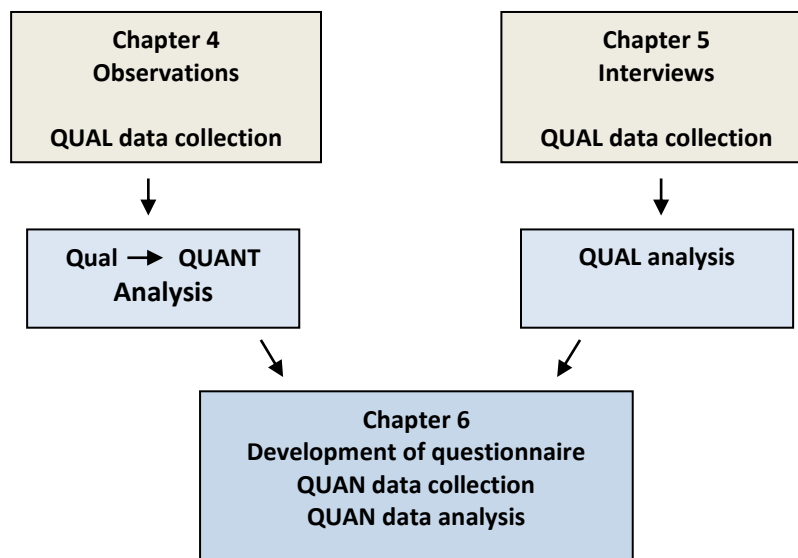 Chapter 4
Observations
QUAL data collection
Chapter 5
Interviews
QUAL data collection
Qual → QUANT
Analysis
QUAL analysis
Chapter 6
Development of questionnaire
QUAN data collection
QUAN data analysis